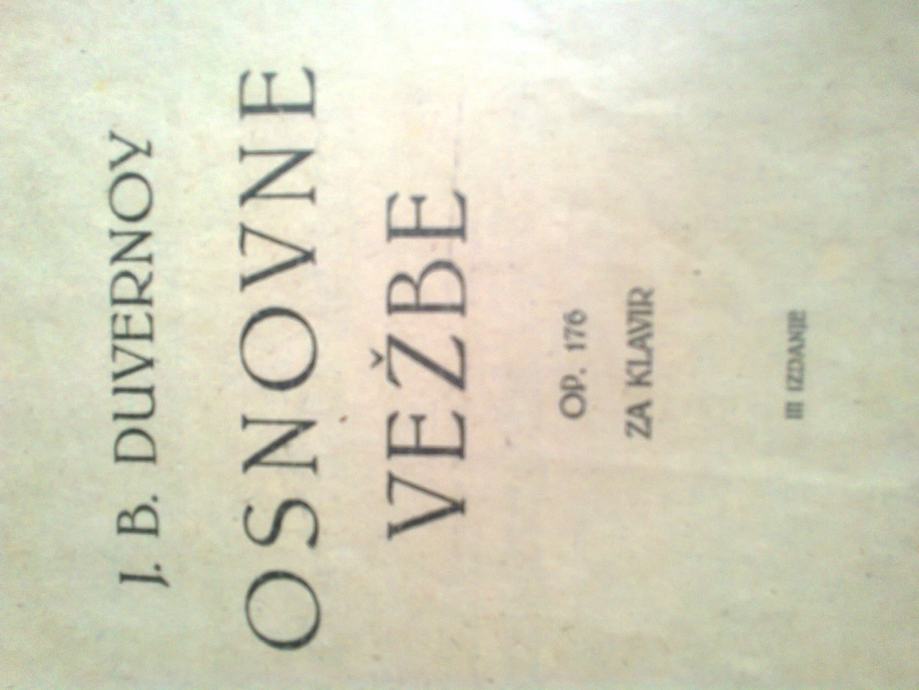 J. B. DUVERNOY
OSNOVNE
VEŽBE
OP. 176
ZA KLAVIR
III IZDANJE